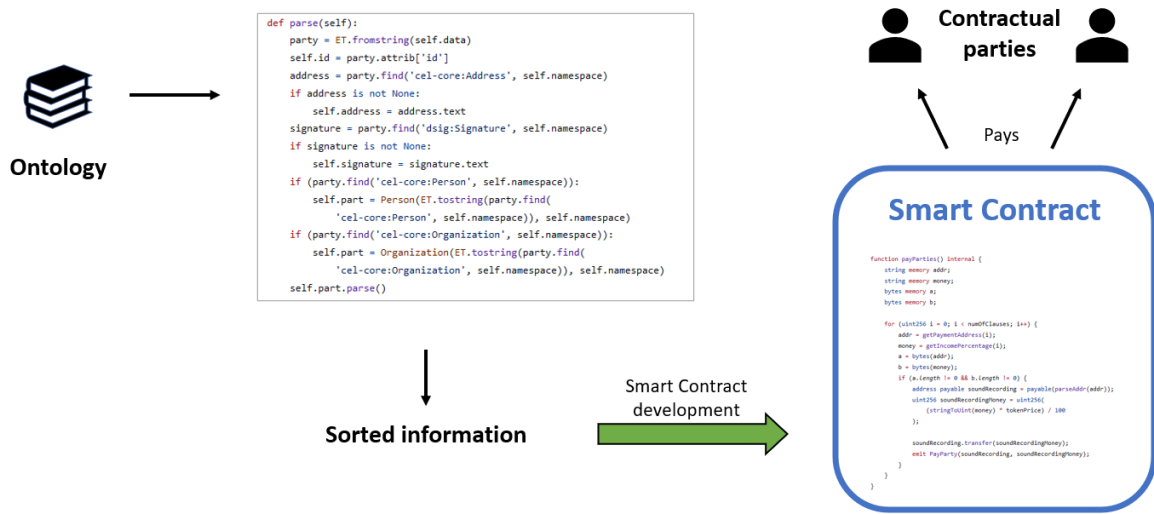 Ontology
def parse(self):
party = ET.fromstring(self.data)
self.id = party.attrib['id']
address = party.find('cel-core:Address', self.namespace)
if address is not None:
self.address = address.text
signature = party.find('dsig:Signature', self.namespace)
if signature is not None:
self.signature = signature.text
if (party.find('cel-core:Person', self.namespace)):
self.part = Person(ET.tostring(party.find(
'cel-core:Person', self.namespace)), self.namespace)
if (party.find('cel-core:Organization', self.namespace)):
self.part = Organization(ET.tostring(party.find(
'cel-core:Organization', self.namespace)), self.namespace)
self.part.parse()
Sorted information
Smart Contract
development
Contractual
parties
Pays
Smart Contract
function payParties() internal {
string memory addr;
string memory money;
bytes memory a;
bytes memory b;
for (uint256 i = 0; i < numOfClauses; i++) {
addr = getPaymentAddress(i);
money = getIncomePercentage(i);
a = bytes(addr);
b = bytes(money);
if (a.length != 0 && b.length != 0) {
address payable soundRecording = payable(parseAddr(addr));
uint256 soundRecordingMoney = uint256(
(stringToUint(money) * tokenPrice) / 100
);
soundRecording.transfer(soundRecordingMoney);
emit PayParty(soundRecording, soundRecordingMoney);
}
}
}